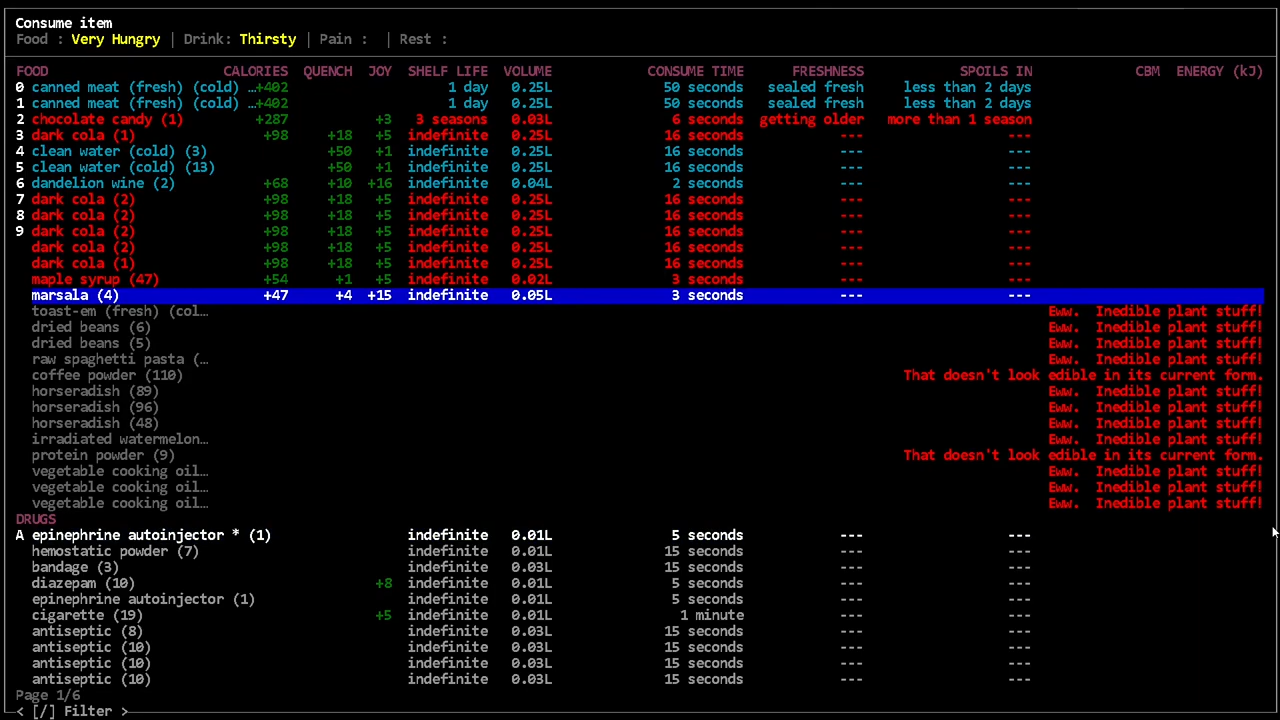 Consume item
Food : Very Hungry | Drink: Thirsty | Pain :  | Rest :
FOOD CALORIES QUENCH JOY SHELF LIFE VOLUME CONSUME TIME FRESHNESS SPOILS IN CBM ENERGY (kJ)
0 canned meat (fresh) (cold) …+402 1 day 0.25L 50 seconds sealed fresh less than 2 days
1 canned meat (fresh) (cold) …+402 1 day 0.25L 50 seconds sealed fresh less than 2 days
2 chocolate candy (1) +287 +3 3 seasons 0.03L 6 seconds getting older more than 1 season
3 dark cola (1) +98 +18 +5 indefinite 0.25L 16 seconds --- ---
4 clean water (cold) (3) +50 +1 indefinite 0.25L 16 seconds --- ---
5 clean water (cold) (13) +50 +1 indefinite 0.25L 16 seconds --- ---
6 dandelion wine (2) +68 +10 +16 indefinite 0.04L 2 seconds --- ---
7 dark cola (2) +98 +18 +5 indefinite 0.25L 16 seconds --- ---
8 dark cola (2) +98 +18 +5 indefinite 0.25L 16 seconds --- ---
9 dark cola (2) +98 +18 +5 indefinite 0.25L 16 seconds --- ---
dark cola (2) +98 +18 +5 indefinite 0.25L 16 seconds --- ---
dark cola (1) +98 +18 +5 indefinite 0.25L 16 seconds --- ---
maple syrup (47) +54 +1 +5 indefinite 0.02L 3 seconds --- ---
marsala (4) +47 +4 +15 indefinite 0.05L 3 seconds --- ---
toast-em (fresh) (col… Eww.  Inedible plant stuff!
dried beans (6) Eww.  Inedible plant stuff!
dried beans (5) Eww.  Inedible plant stuff!
raw spaghetti pasta (… Eww.  Inedible plant stuff!
coffee powder (110) That doesn't look edible in its current form.
horseradish (89) Eww.  Inedible plant stuff!
horseradish (96) Eww.  Inedible plant stuff!
horseradish (48) Eww.  Inedible plant stuff!
irradiated watermelon… Eww.  Inedible plant stuff!
protein powder (9) That doesn't look edible in its current form.
vegetable cooking oil… Eww.  Inedible plant stuff!
vegetable cooking oil… Eww.  Inedible plant stuff!
vegetable cooking oil… Eww.  Inedible plant stuff!
DRUGS
A epinephrine autoinjector * (1) indefinite 0.01L 5 seconds --- ---
hemostatic powder (7) indefinite 0.01L 15 seconds --- ---
bandage (3) indefinite 0.03L 15 seconds --- ---
diazepam (10) +8 indefinite 0.01L 5 seconds --- ---
epinephrine autoinjector (1) indefinite 0.01L 5 seconds --- ---
cigarette (19) +5 indefinite 0.01L 1 minute --- ---
antiseptic (8) indefinite 0.03L 15 seconds --- ---
antiseptic (10) indefinite 0.03L 15 seconds --- ---
antiseptic (10) indefinite 0.03L 15 seconds --- ---
antiseptic (10) indefinite 0.03L 15 seconds --- ---
Page 1/6
< [/] Filter >